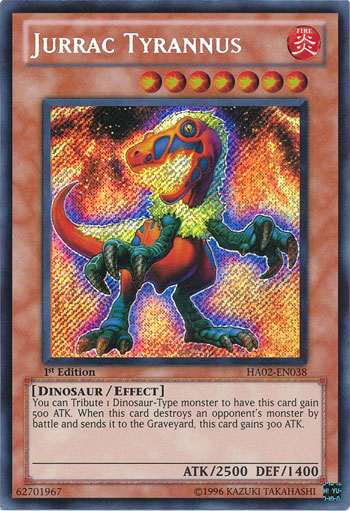 JURRAC TYRANNUS
FIRE
炎
1st Edition
HA02-EN038
[DINOSAUR / EFFECT]
You can Tribute 1 Dinosaur-Type monster to have this card gain
500 ATK. When this card destroys an opponent's monster by
battle and sends it to the Graveyard, this card gains 300 ATK.
ATK/2500 DEF/1400
62701967
©1996 KAZUKI TAKAHASHI